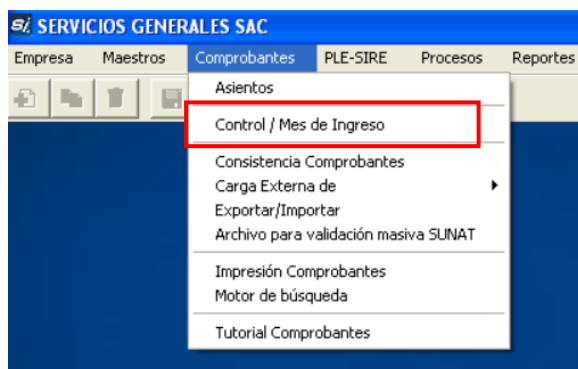 Si. SERVICIOS GENERALES SAC
Empresa Maestros Comprobantes PLE-SIRE Procesos Reportes
Asientos
Control / Mes de Ingreso
Consistencia Comprobantes
Carga Externa de
Exportar/Importar
Archivo para validación masiva SUNAT
Impresión Comprobantes
Motor de búsqueda
Tutorial Comprobantes